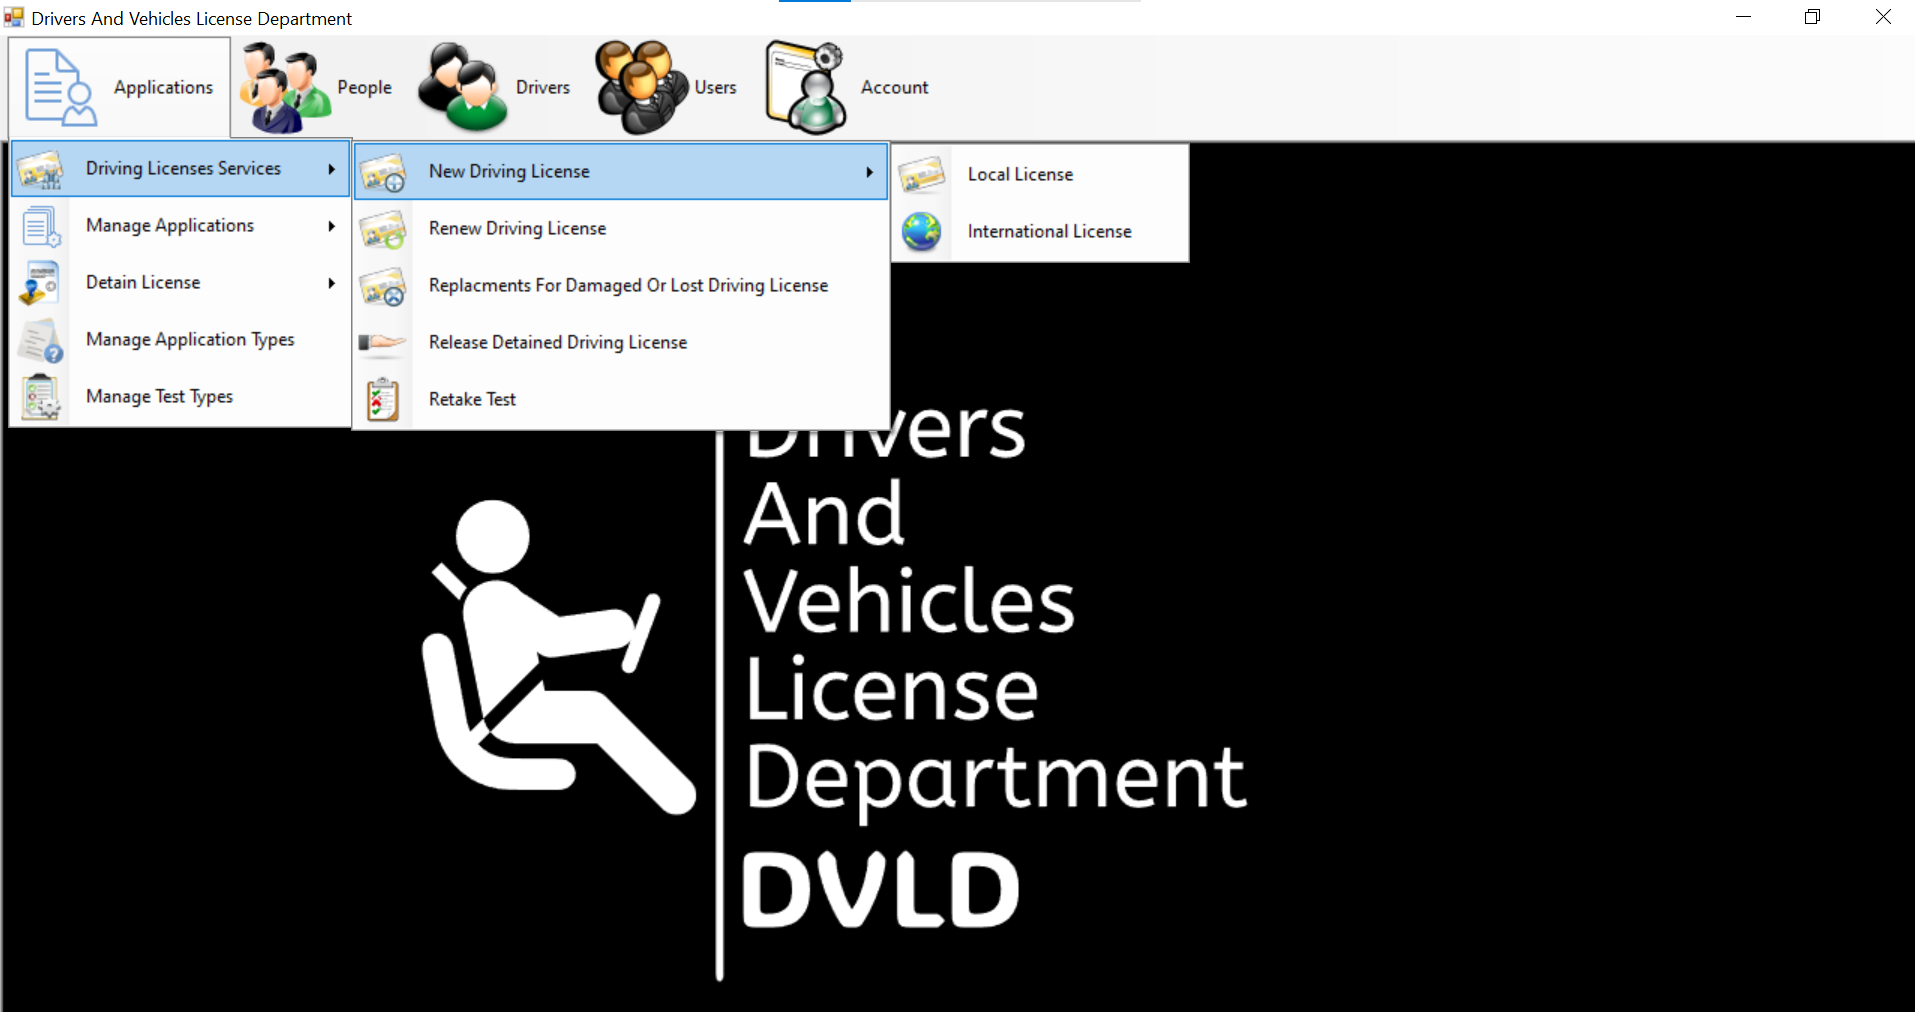 Drivers And Vehicles License Department
Applications
People
Drivers
Users
Account
Driving Licenses Services
Manage Applications
Detain License
Manage Application Types
Manage Test Types
New Driving License
Renew Driving License
Replacments For Damaged Or Lost Driving License
Release Detained Driving License
Retake Test
Local License
International License
Drivers
And
Vehicles
License
Department
DVLD